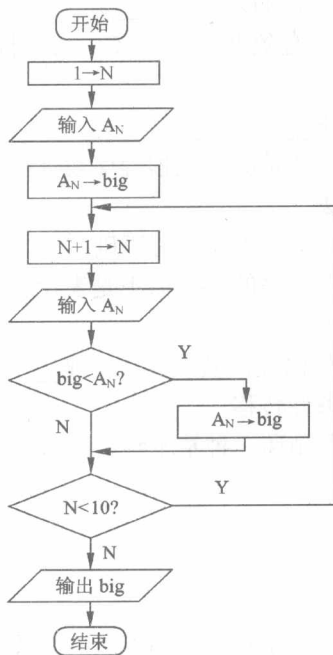 开始
1→N
输入 A_N
A_N→big
N+1→N
输入 A_N
big<A_N?
Y
A_N→big
N
N<10?
Y
N
输出 big
结束